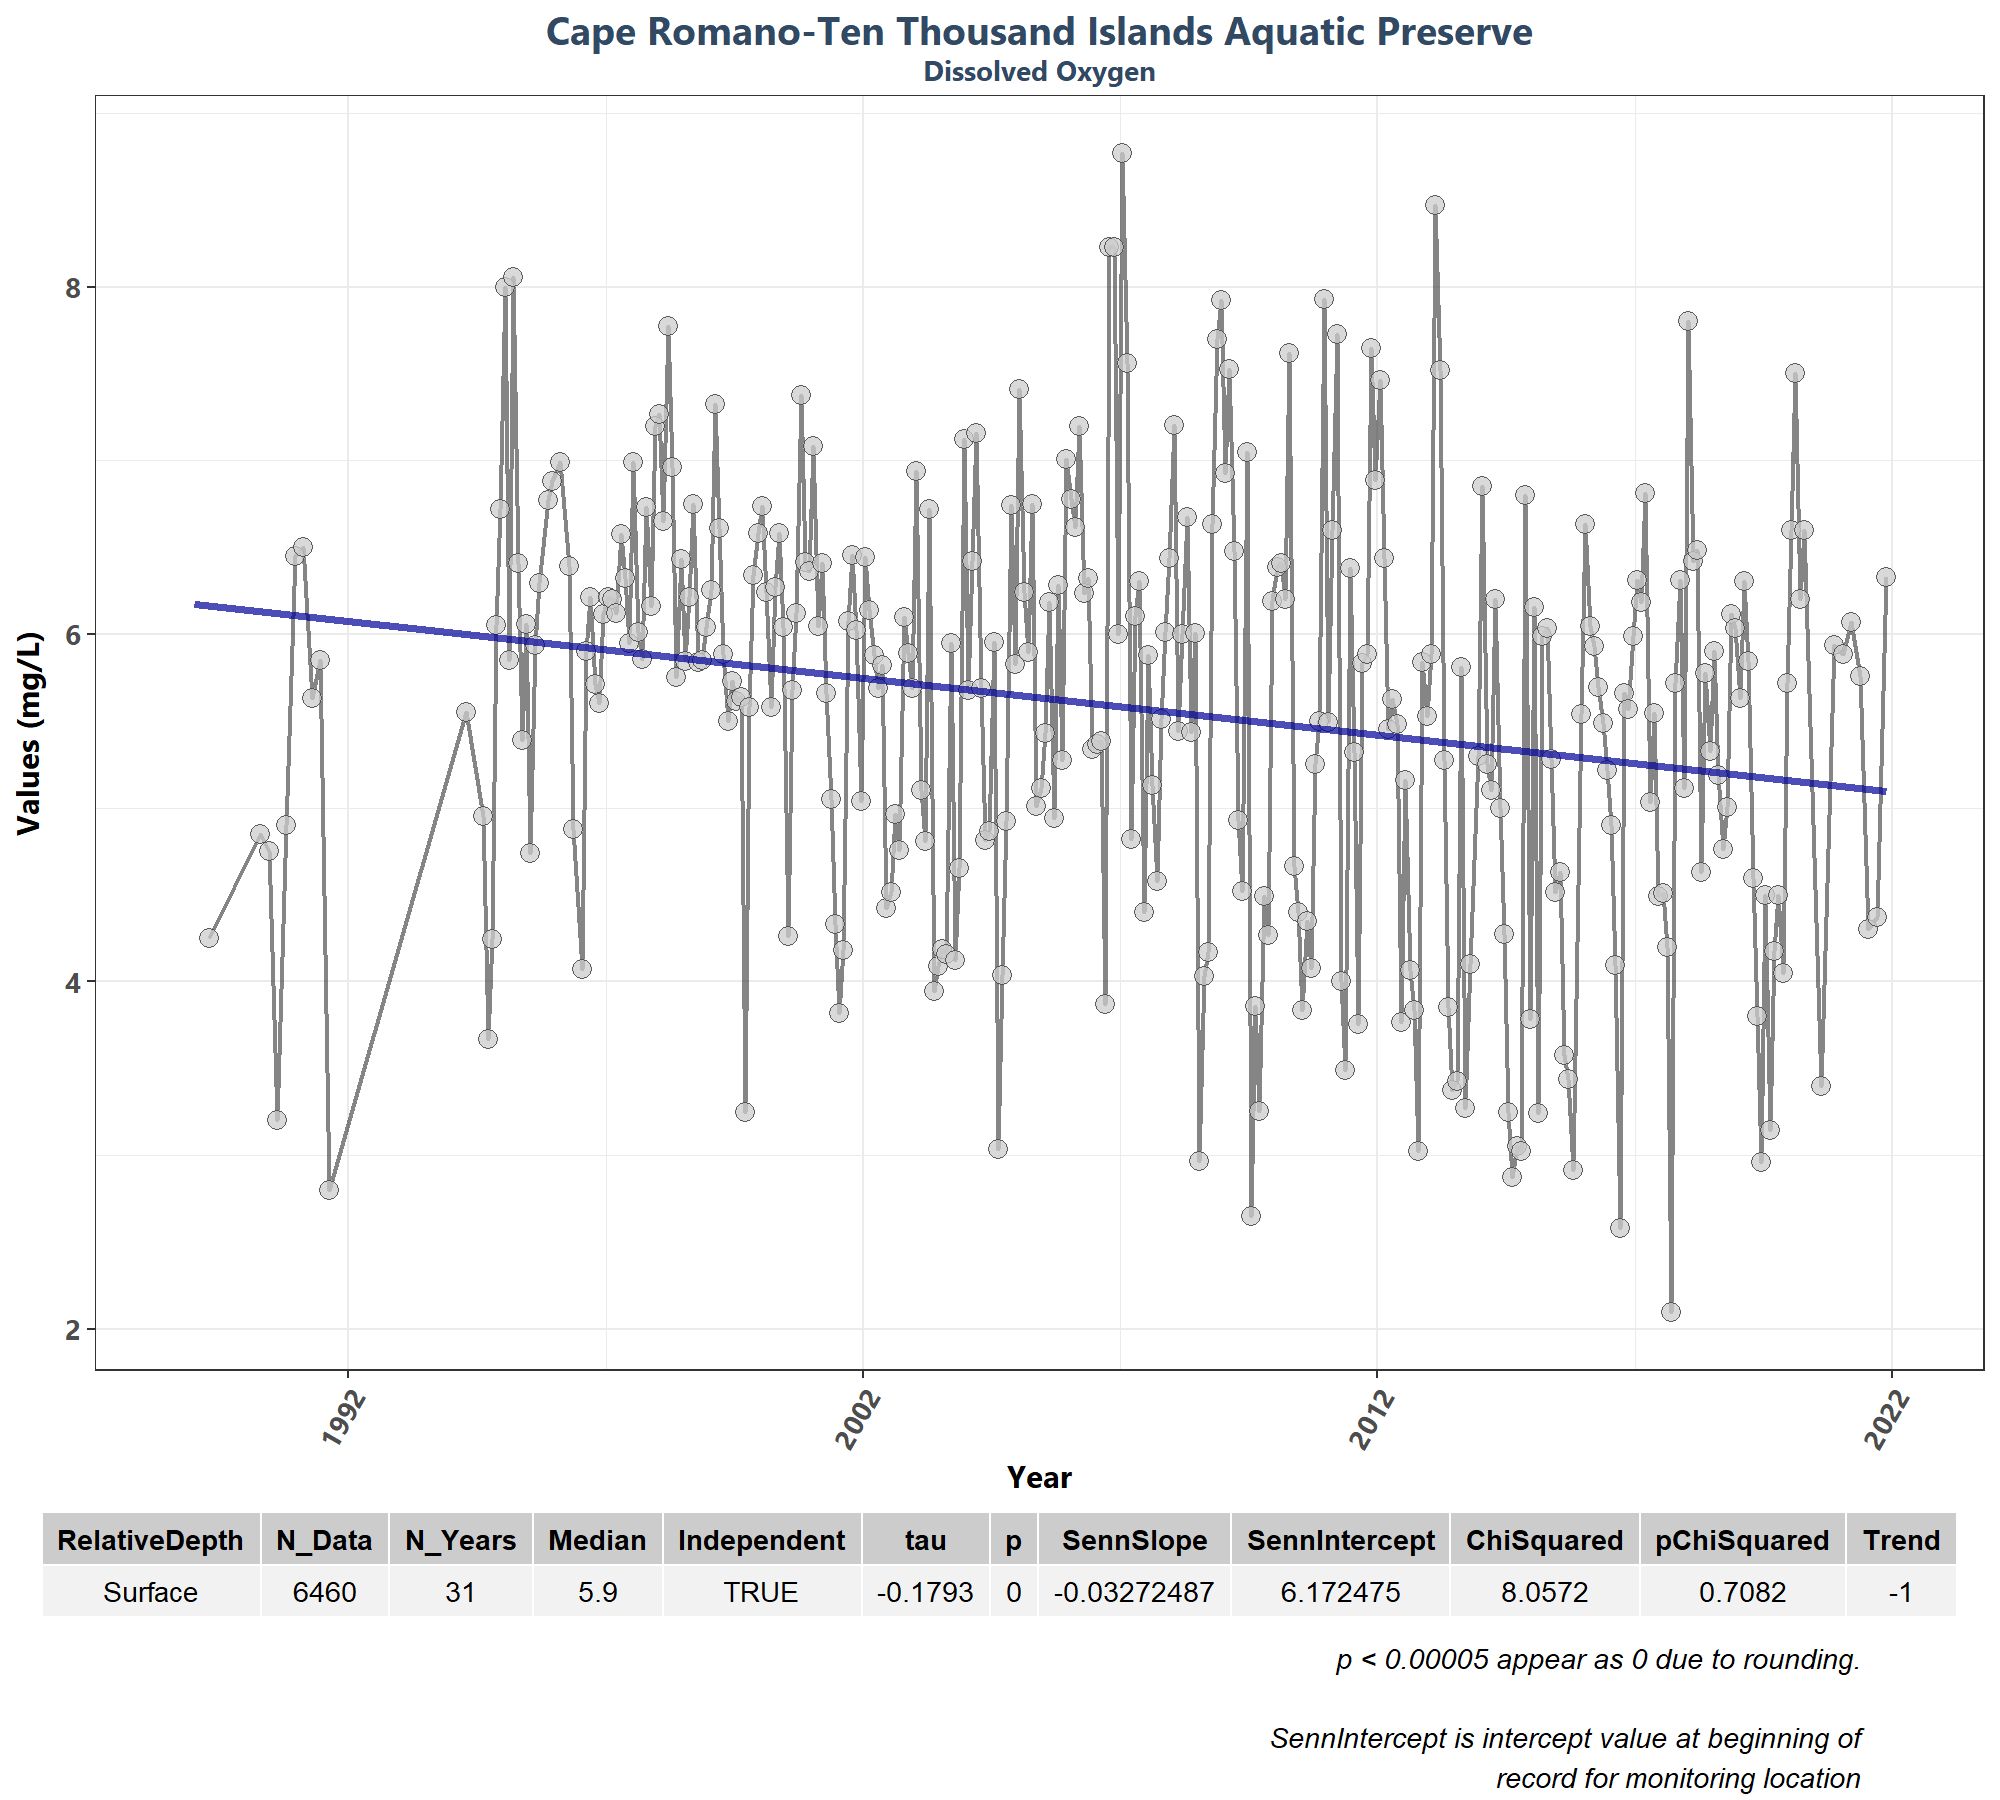 Cape Romano-Ten Thousand Islands Aquatic Preserve
Dissolved Oxygen
Values (mg/L)
8
6
4
2
1992
2002
2012
2022
Year
RelativeDepth N_Data N_Years Median Independent tau p SennSlope SennIntercept ChiSquared pChiSquared Trend
Surface 6460 31 5.9 TRUE -0.1793 0 -0.03272487 6.172475 8.0572 0.7082 -1
p < 0.00005 appear as 0 due to rounding.
SennIntercept is intercept value at beginning of
record for monitoring location